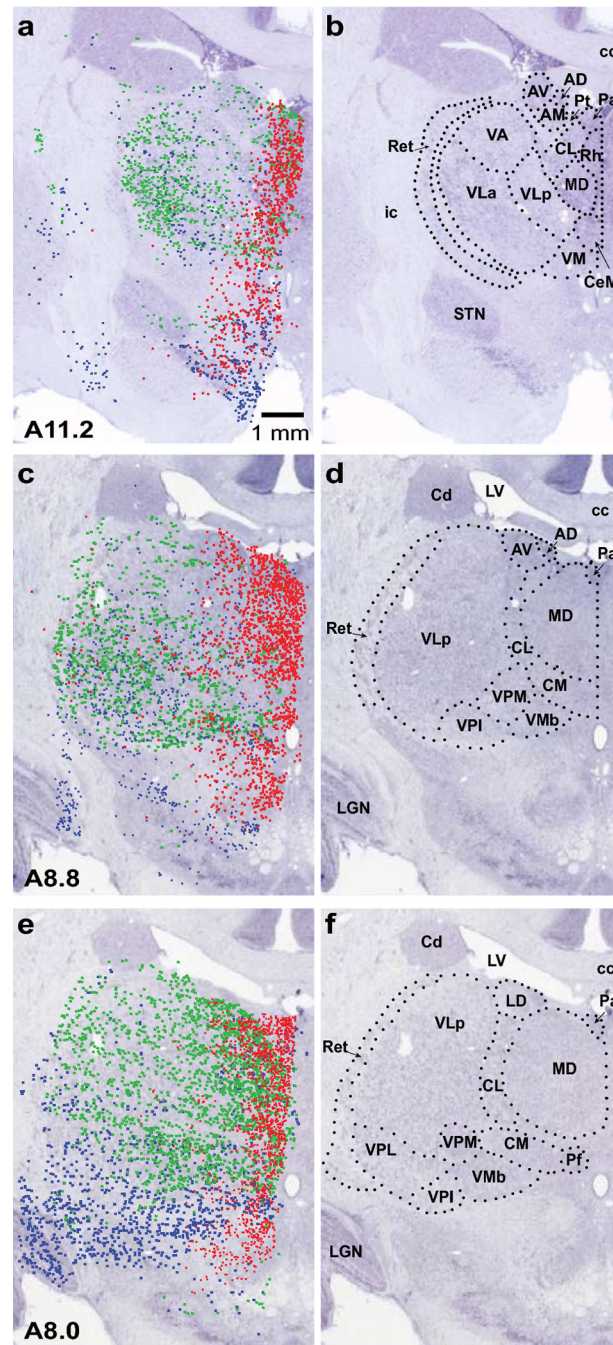 a
A11.2
1 mm
b
cc
AD
AV
Pt
Pa
AM
VA
Ret
CL
Rh
MD
VLa
VLp
ic
VM
CeM
STN
c
A8.8
d
Cd
LV
cc
AD
AV
Pa
MD
Ret
VLp
CL
VPM
CM
VPI
VMb
LGN
e
A8.0
f
Cd
LV
cc
LD
Pa
VLp
Ret
MD
CL
VPL
VPM
CM
Pf
VMb
VPI
LGN